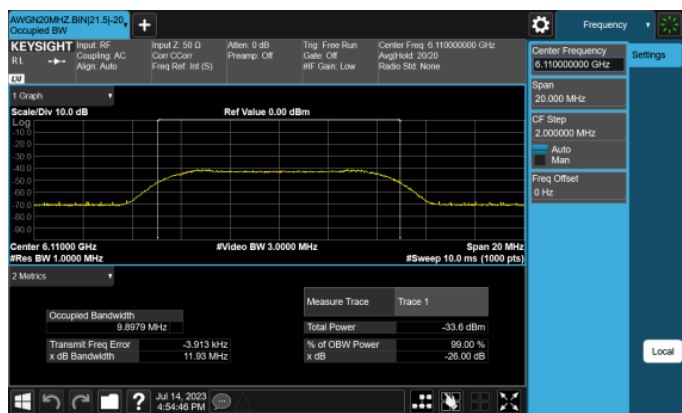 AWGN20MHZ.BIN|21.5|-20,
Occupied BW
Frequency
KEYSIGHT
RL
LXI
Input: RF
Coupling: AC
Align: Auto
Input Z: 50 Ω
Corr CCorr
Freq Ref: Int (S)
Atten: 0 dB
Preamp: Off
Trig: Free Run
Gate: Off
#IF Gain: Low
Center Freq: 6.110000000 GHz
Avg|Hold: 20/20
Radio Std: None
Center Frequency
6.110000000 GHz
Settings
Span
20.000 MHz
CF Step
2.000000 MHz
Auto
Man
Freq Offset
0 Hz
1 Graph
Scale/Div 10.0 dB
Ref Value 0.00 dBm
Log
-10.0
-20.0
-30.0
-40.0
-50.0
-60.0
-70.0
-80.0
-90.0
Center 6.11000 GHz
#Video BW 3.0000 MHz
Span 20 MHz
#Res BW 1.0000 MHz
#Sweep 10.0 ms (1000 pts)
2 Metrics
Measure Trace
Trace 1
Occupied Bandwidth
9.8979 MHz
Total Power
-33.6 dBm
Transmit Freq Error
-3.913 kHz
% of OBW Power
99.00 %
x dB Bandwidth
11.93 MHz
x dB
-26.00 dB
Local
Jul 14, 2023
4:54:46 PM